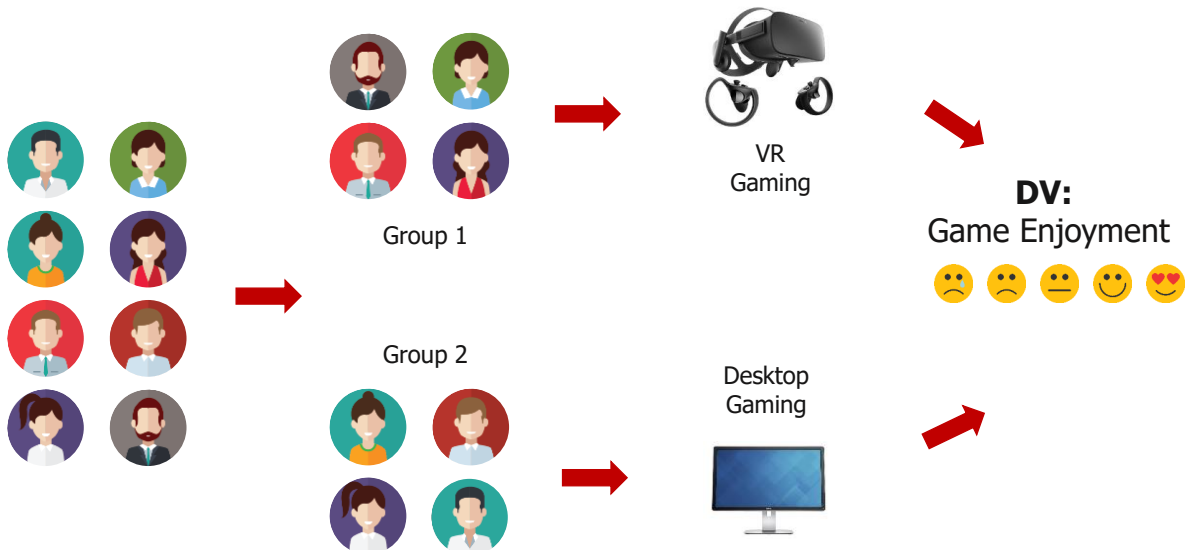 Group 1
Group 2
VR
Gaming
Desktop
Gaming
DV:
Game Enjoyment